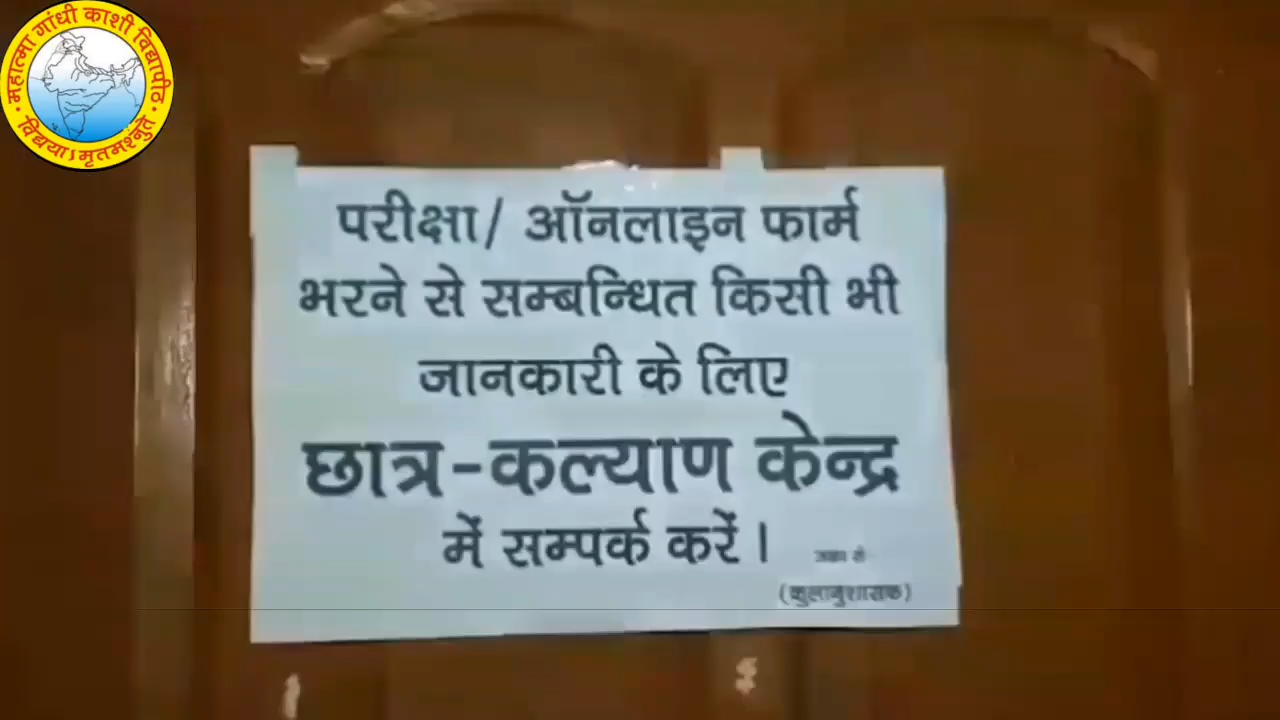 महात्मा गांधी काशी विद्यापीठ
विद्ययाऽमृतमश्नुते
परीक्षा/ ऑनलाइन फार्म
भरने से सम्बन्धित किसी भी
जानकारी के लिए
छात्र-कल्याण केन्द्र
में सम्पर्क करें।
(कुलानुशासक)